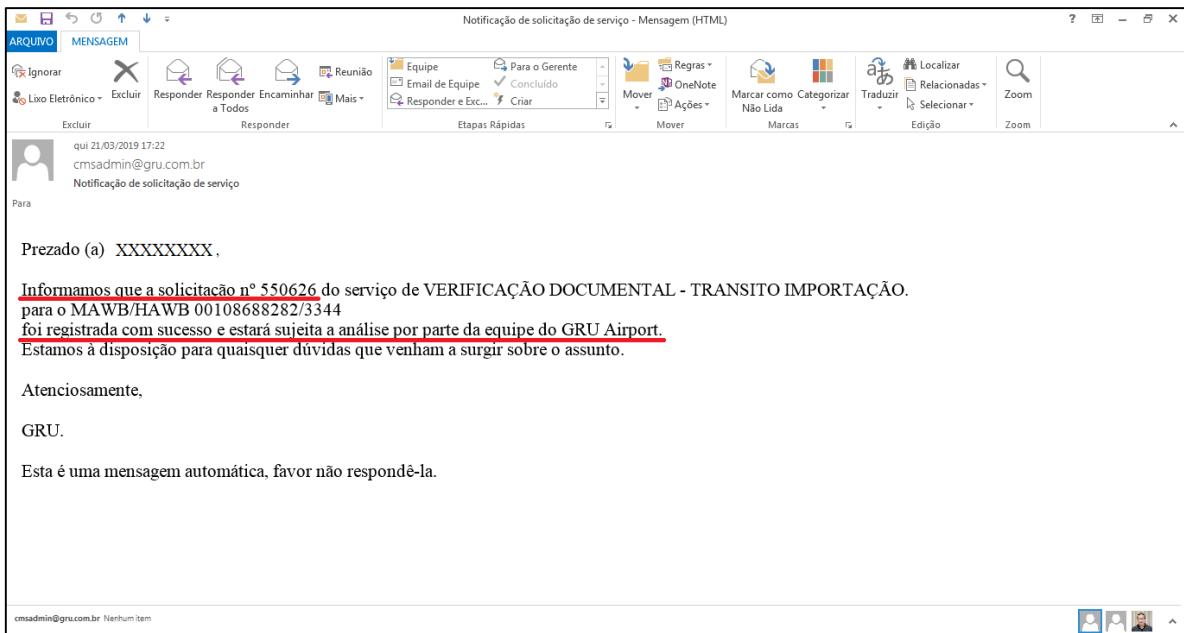 Notificação de solicitação de serviço - Mensagem (HTML)
ARQUIVO MENSAGEM
Ignorar
Lixo Eletrônico
Excluir
Responder
Responder a Todos
Encaminhar
Reunião
Mais
Equipe
Email de Equipe
Responder e Exc...
Para o Gerente
Concluído
Criar
Mover
Regras
OneNote
Ações
Marcar como Não Lida
Categorizar
Traduzir
Localizar
Relacionadas
Selecionar
Zoom
Excluir Responder Etapas Rápidas Mover Marcas Edição Zoom
qui 21/03/2019 17:22
cmsadmin@gru.com.br
Notificação de solicitação de serviço
Para
Prezado (a) XXXXXXXX ,
Informamos que a solicitação nº 550626 do serviço de VERIFICAÇÃO DOCUMENTAL - TRANSITO IMPORTAÇÃO.
para o MAWB/HAWB 00108688282/3344
foi registrada com sucesso e estará sujeita a análise por parte da equipe do GRU Airport.
Estamos à disposição para quaisquer dúvidas que venham a surgir sobre o assunto.
Atenciosamente,
GRU.
Esta é uma mensagem automática, favor não respondê-la.
cmsadmin@gru.com.br Nenhum item